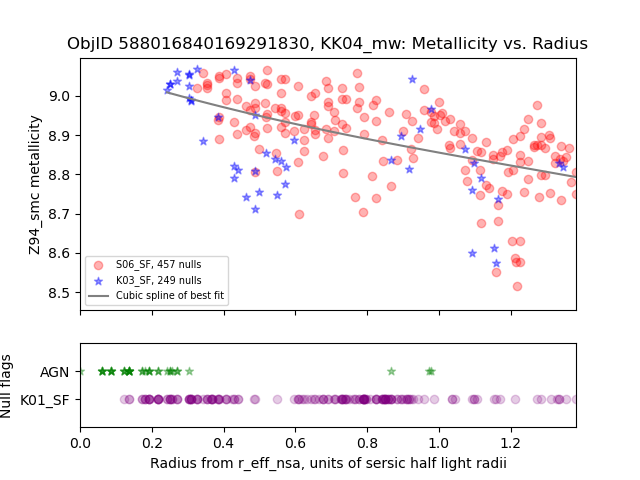 ObjID 588016840169291830, KK04_mw: Metallicity vs. Radius
Z94_smc metallicity
9.0
8.9
8.8
8.7
8.6
8.5
S06_SF, 457 nulls
K03_SF, 249 nulls
Cubic spline of best fit
Null flags
AGN
K01_SF
0.0 0.2 0.4 0.6 0.8 1.0 1.2
Radius from r_eff_nsa, units of sersic half light radii